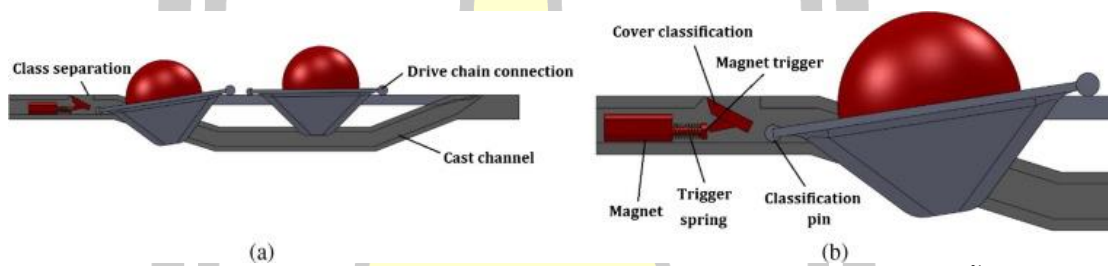 Class separation
Drive chain connection
Cast channel
(a)
Cover classification
Magnet trigger
Magnet
Trigger
spring
Classification
pin
(b)